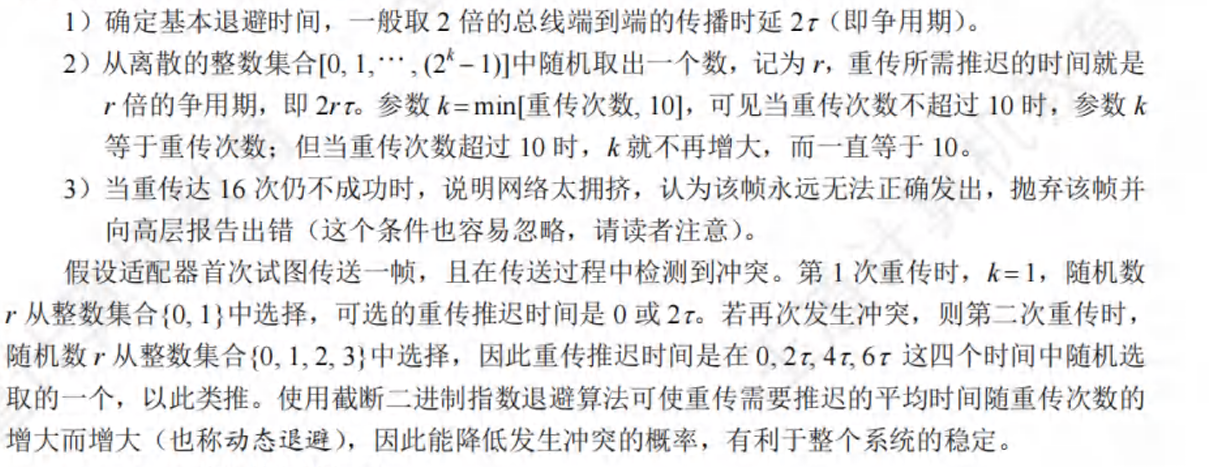 1）确定基本退避时间，一般取 2 倍的总线端到端的传播时延 2τ（即争用期）。
2）从离散的整数集合[0, 1,⋯, (2ᵏ − 1)]中随机取出一个数，记为 r，重传所需推迟的时间就是
r 倍的争用期，即 2rτ。参数 k = min[重传次数, 10]，可见当重传次数不超过 10 时，参数 k
等于重传次数；但当重传次数超过 10 时，k 就不再增大，而一直等于 10。
3）当重传达 16 次仍不成功时，说明网络太拥挤，认为该帧永远无法正确发出，抛弃该帧并
向高层报告出错（这个条件也容易忽略，请读者注意）。
假设适配器首次试图传送一帧，且在传送过程中检测到冲突。第 1 次重传时，k = 1，随机数
r 从整数集合{0, 1}中选择，可选的重传推迟时间是 0 或 2τ。若再次发生冲突，则第二次重传时，
随机数 r 从整数集合{0, 1, 2, 3}中选择，因此重传推迟时间是在 0, 2τ, 4τ, 6τ 这四个时间中随机选
取的一个，以此类推。使用截断二进制指数退避算法可使重传需要推迟的平均时间随重传次数的
增大而增大（也称动态退避），因此能降低发生冲突的概率，有利于整个系统的稳定。